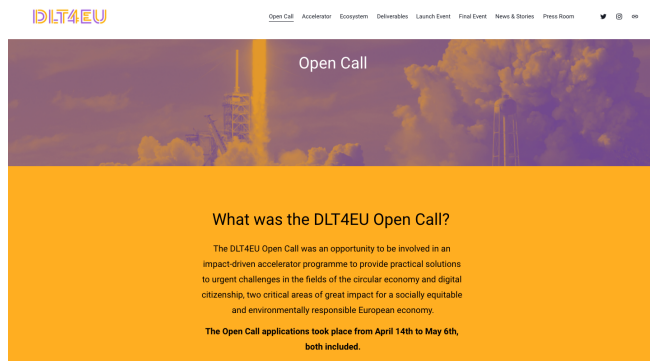 DLT4EU
Open Call Accelerator Ecosystem Deliverables Launch Event Final Event News & Stories Press Room
Open Call
What was the DLT4EU Open Call?
The DLT4EU Open Call was an opportunity to be involved in an
impact-driven accelerator programme to provide practical solutions
to urgent challenges in the fields of the circular economy and digital
citizenship, two critical areas of great impact for a socially equitable
and environmentally responsible European economy.
The Open Call applications took place from April 14th to May 6th,
both included.